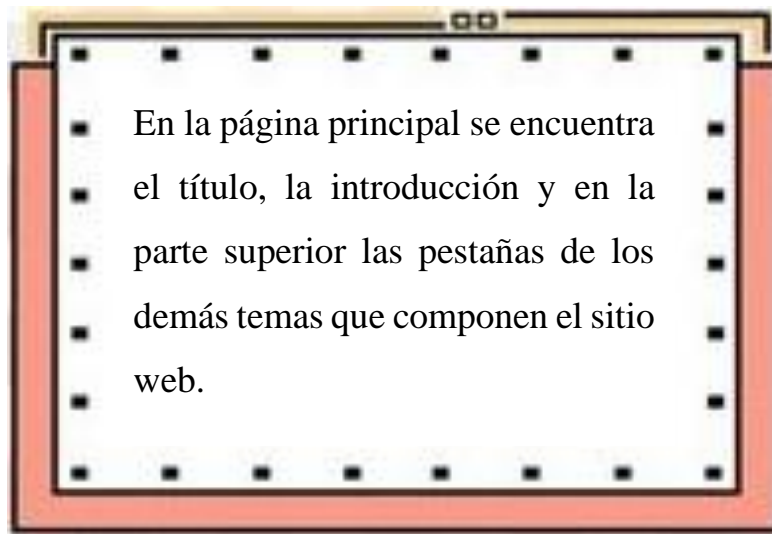 En la página principal se encuentra
el título, la introducción y en la
parte superior las pestañas de los
demás temas que componen el sitio
web.